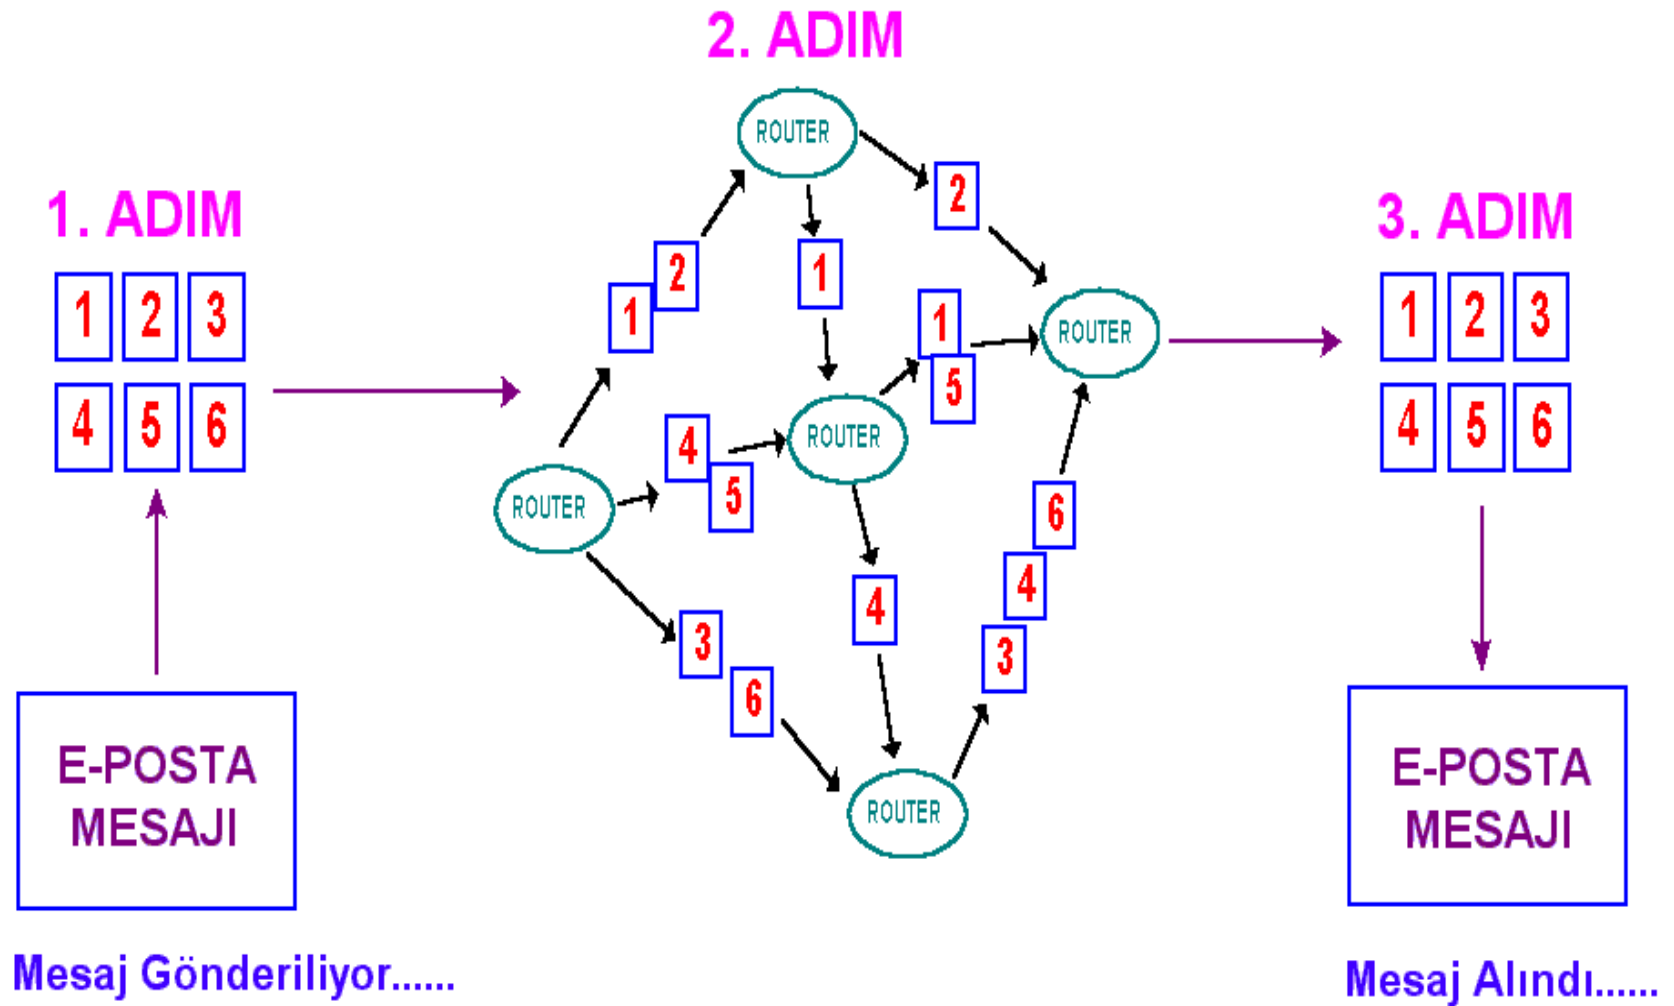 2. ADIM
1. ADIM
3. ADIM
1 2 3
4 5 6
E-POSTA
MESAJI
Mesaj Gönderiliyor......
ROUTER
1
2
4
5
3
6
ROUTER
2
1
ROUTER
1
5
4
ROUTER
3
4
6
ROUTER
1 2 3
4 5 6
E-POSTA
MESAJI
Mesaj Alındı......